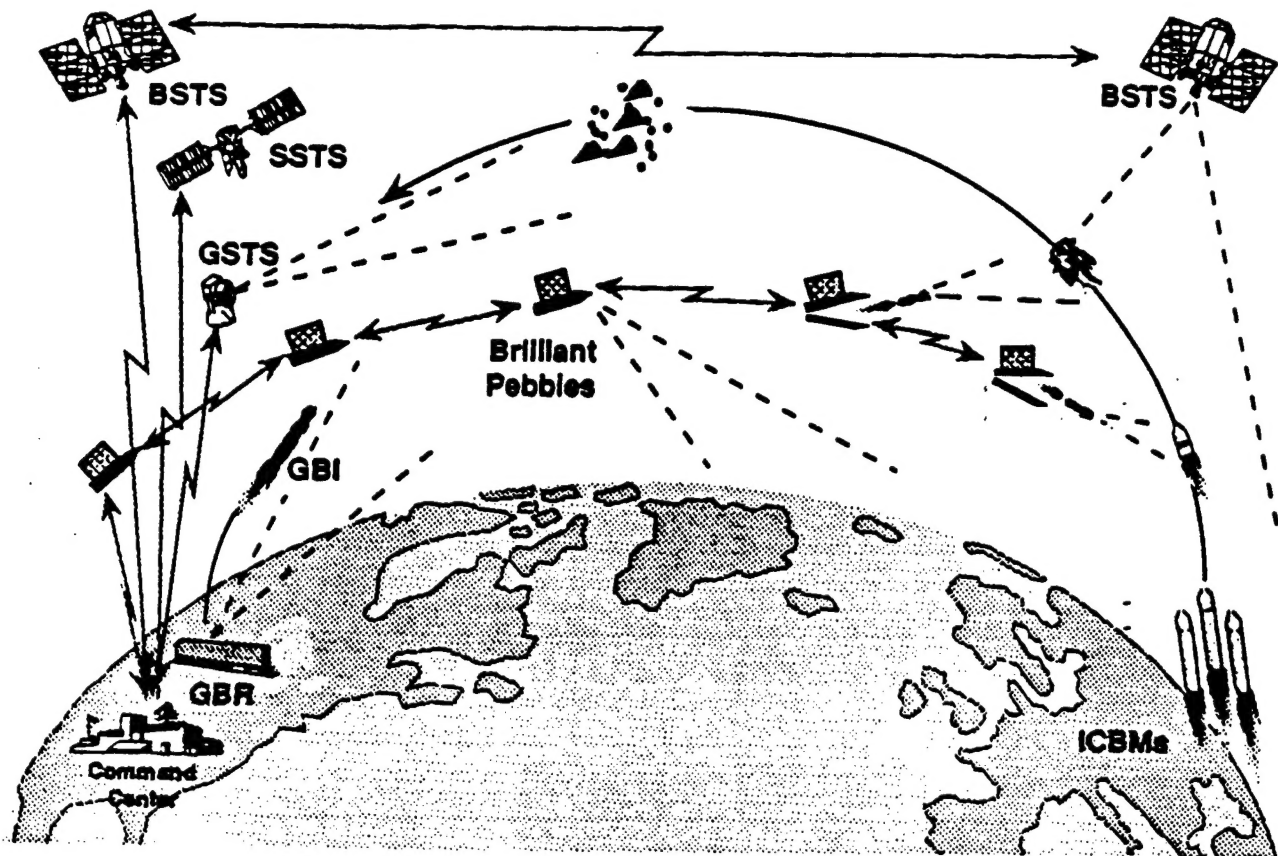 BSTS
BSTS
SSTS
GSTS
Brilliant
Pebbles
GBI
GBR
ICBMs
Command
Center